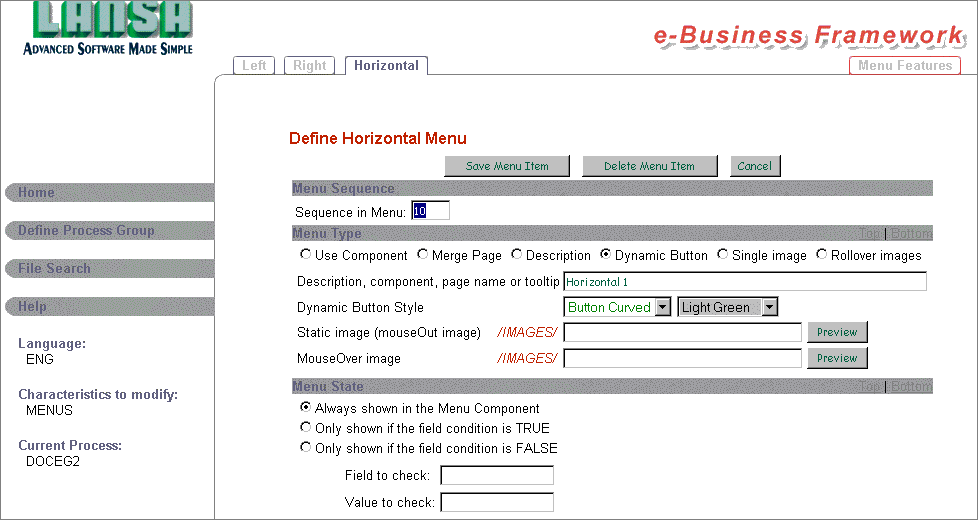 LANSA
ADVANCED SOFTWARE MADE SIMPLE
e-Business Framework
Left Right Horizontal Menu Features
Define Horizontal Menu
Save Menu Item Delete Menu Item Cancel
Menu Sequence
Home
Sequence in Menu: 10
Define Process Group
Menu Type Top | Bottom
Use Component Merge Page Description Dynamic Button Single image Rollover images
File Search
Description, component, page name or tooltip Horizontal 1
Help
Dynamic Button Style Button Curved Light Green
Static image (mouseOut image) //IMAGES/ Preview
Language:
ENG
MouseOver image //IMAGES/ Preview
Menu State Top | Bottom
Characteristics to modify:
MENUS
Always shown in the Menu Component
Only shown if the field condition is TRUE
Only shown if the field condition is FALSE
Current Process:
DOCEG2
Field to check:
Value to check: